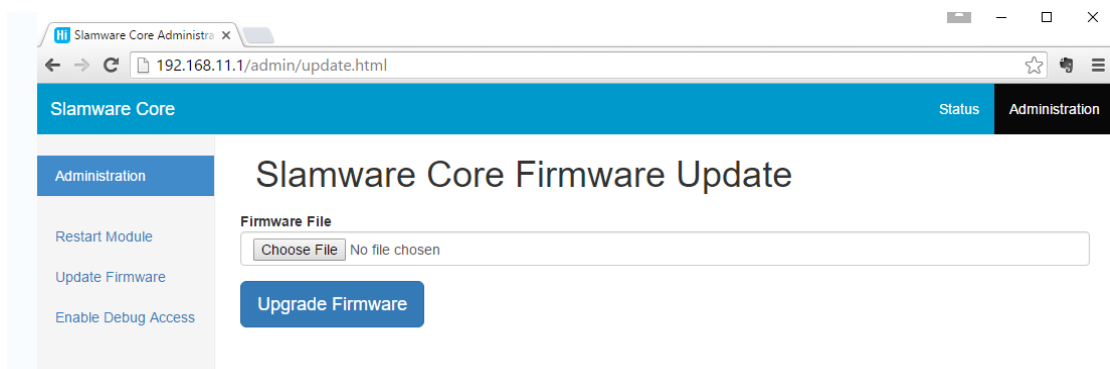 Hi Slamware Core Administra
192.168.11.1/admin/update.html
Slamware Core Status Administration
Administration
Slamware Core Firmware Update
Firmware File
Restart Module
Choose File No file chosen
Update Firmware
Upgrade Firmware
Enable Debug Access